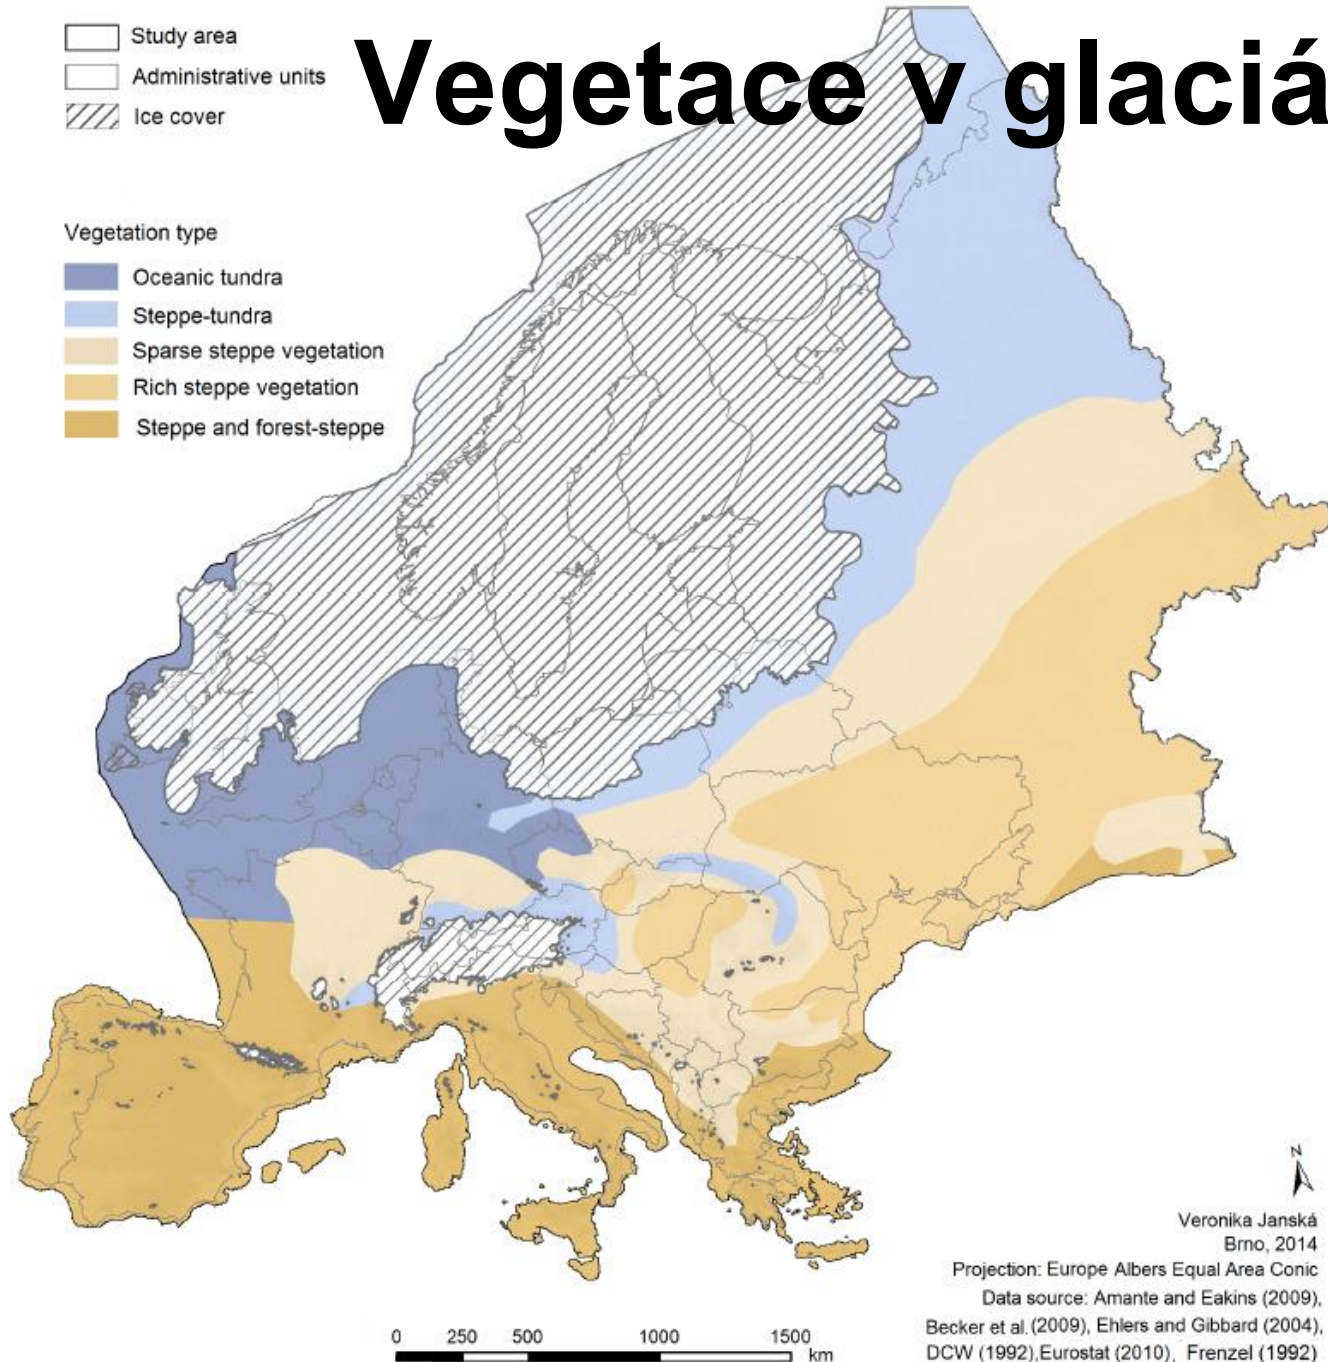 Vegetace v glaciá
Study area
Administrative units
Ice cover
Vegetation type
Oceanic tundra
Steppe-tundra
Sparse steppe vegetation
Rich steppe vegetation
Steppe and forest-steppe
N
Veronika Janská
Brno, 2014
Projection: Europe Albers Equal Area Conic
Data source: Amante and Eakins (2009),
Becker et al. (2009), Ehlers and Gibbard (2004),
DCW (1992),Eurostat (2010), Frenzel (1992)
0 250 500 1000 1500
km